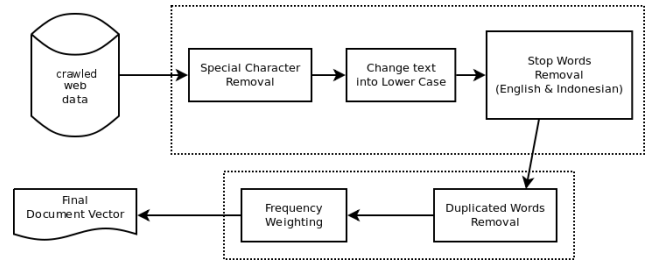 crawled
web
data
Special Character
Removal
Change text
into Lower Case
Stop Words
Removal
(English & Indonesian)
Final
Document Vector
Frequency
Weighting
Duplicated Words
Removal